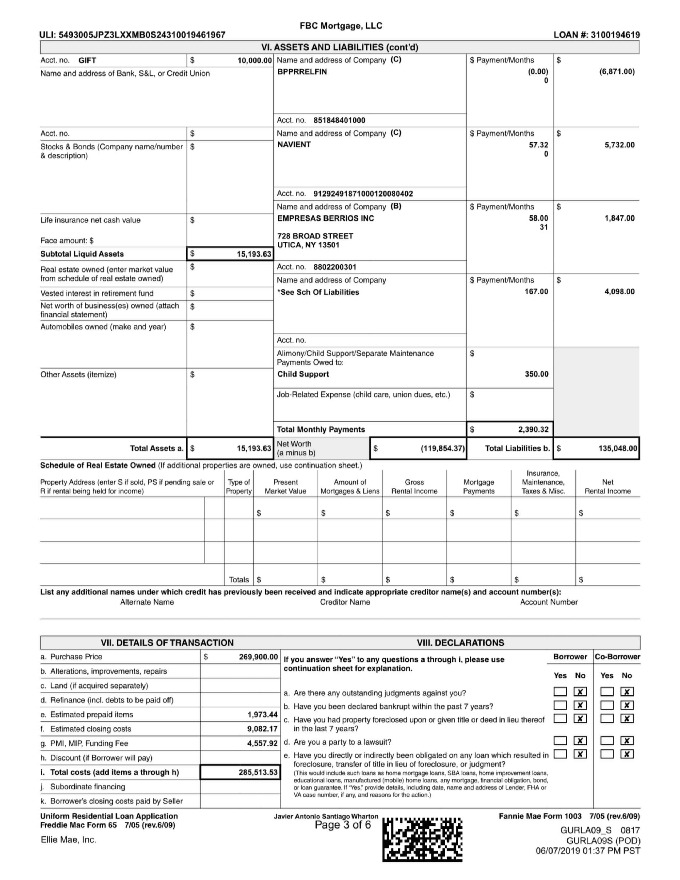 FBC Mortgage, LLC
ULI: 5493005JPZ3LXXMB0S24310019461967 LOAN #: 3100194619
VI. ASSETS AND LIABILITIES (cont'd)
Acct. no. GIFT $ 10,000.00 Name and address of Company (C) $ Payment/Months $
Name and address of Bank, S&L, or Credit Union BPPRRELFIN (0.00) (6,871.00)
0
Acct. no. 851848401000
Acct. no. $ Name and address of Company (C) $ Payment/Months $
Stocks & Bonds (Company name/number $ NAVIENT 57.32 5,732.00
& description) 0
Acct. no. 91292491871000120080402
Name and address of Company (B) $ Payment/Months $
Life insurance net cash value $ EMPRESAS BERRIOS INC 58.00 1,847.00
31
728 BROAD STREET
Face amount: $ UTICA, NY 13501
Subtotal Liquid Assets $ 15,193.63
Real estate owned (enter market value $ Acct. no. 8802200301
from schedule of real estate owned) Name and address of Company $ Payment/Months $
Vested interest in retirement fund $ *See Sch Of Liabilities 167.00 4,098.00
Net worth of business(es) owned (attach $
financial statement)
Automobiles owned (make and year) $
Acct. no.
Alimony/Child Support/Separate Maintenance $
Payments Owed to:
Other Assets (itemize) $ Child Support 350.00
Job-Related Expense (child care, union dues, etc.) $
Total Monthly Payments $ 2,390.32
Total Assets a. $ 15,193.63 Net Worth $ (119,854.37) Total Liabilities b. $ 135,048.00
(a minus b)
Schedule of Real Estate Owned (If additional properties are owned, use continuation sheet.)
Insurance,
Property Address (enter S if sold, PS if pending sale or Type of Present Amount of Gross Mortgage Maintenance, Net
R if rental being held for income) Property Market Value Mortgages & Liens Rental Income Payments Taxes & Misc. Rental Income
$ $ $ $ $ $
Totals $ $ $ $ $ $
List any additional names under which credit has previously been received and indicate appropriate creditor name(s) and account number(s):
Alternate Name Creditor Name Account Number
VII. DETAILS OF TRANSACTION VIII. DECLARATIONS
a. Purchase Price $ 269,900.00 If you answer "Yes" to any questions a through i, please use Borrower Co-Borrower
b. Alterations, improvements, repairs continuation sheet for explanation. Yes No Yes No
c. Land (if acquired separately)
d. Refinance (incl. debts to be paid off) a. Are there any outstanding judgments against you? X X
b. Have you been declared bankrupt within the past 7 years? X X
e. Estimated prepaid items 1,973.44 c. Have you had property foreclosed upon or given title or deed in lieu thereof X X
f. Estimated closing costs 9,082.17 in the last 7 years?
g. PMI, MIP, Funding Fee 4,557.92 d. Are you a party to a lawsuit? X X
h. Discount (if Borrower will pay) e. Have you directly or indirectly been obligated on any loan which resulted in X X
foreclosure, transfer of title in lieu of foreclosure, or judgment?
i. Total costs (add items a through h) 285,513.53 (This would include such loans as home mortgage loans, SBA loans, home improvement loans,
educational loans, manufactured (mobile) home loans, any mortgage, financial obligation, bond,
j. Subordinate financing or loan guarantee. If "Yes," provide details, including date, name and address of Lender, FHA or
VA case number, if any, and reasons for the action.)
k. Borrower's closing costs paid by Seller
Uniform Residential Loan Application Javier Antonio Santiago Wharton Fannie Mae Form 1003 7/05 (rev.6/09)
Freddie Mac Form 65 7/05 (rev.6/09) Page 3 of 6
GURLA09_S 0817
Ellie Mae, Inc. GURLA09S (POD)
06/07/2019 01:37 PM PST